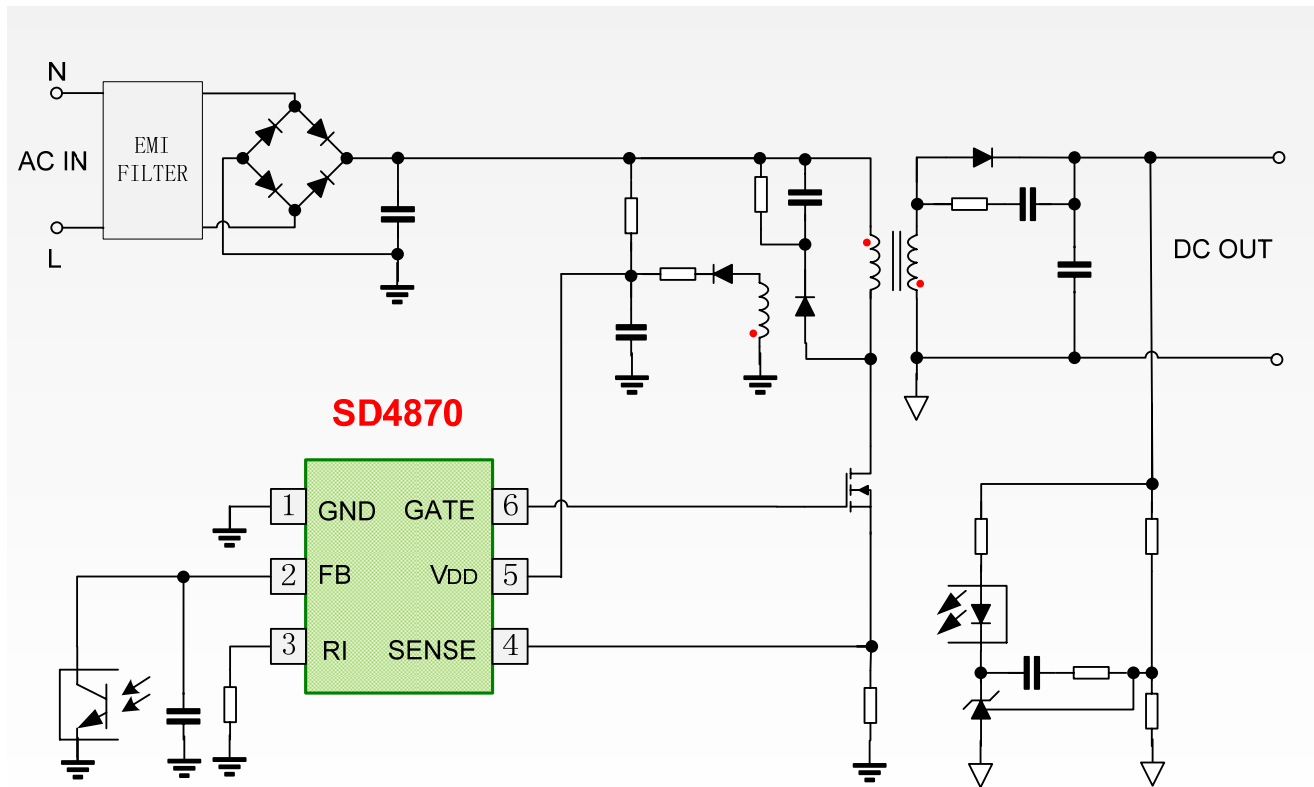 N
AC IN
EMI
FILTER
L
DC OUT
SD4870
1 GND GATE 6
2 FB VDD 5
3 RI SENSE 4